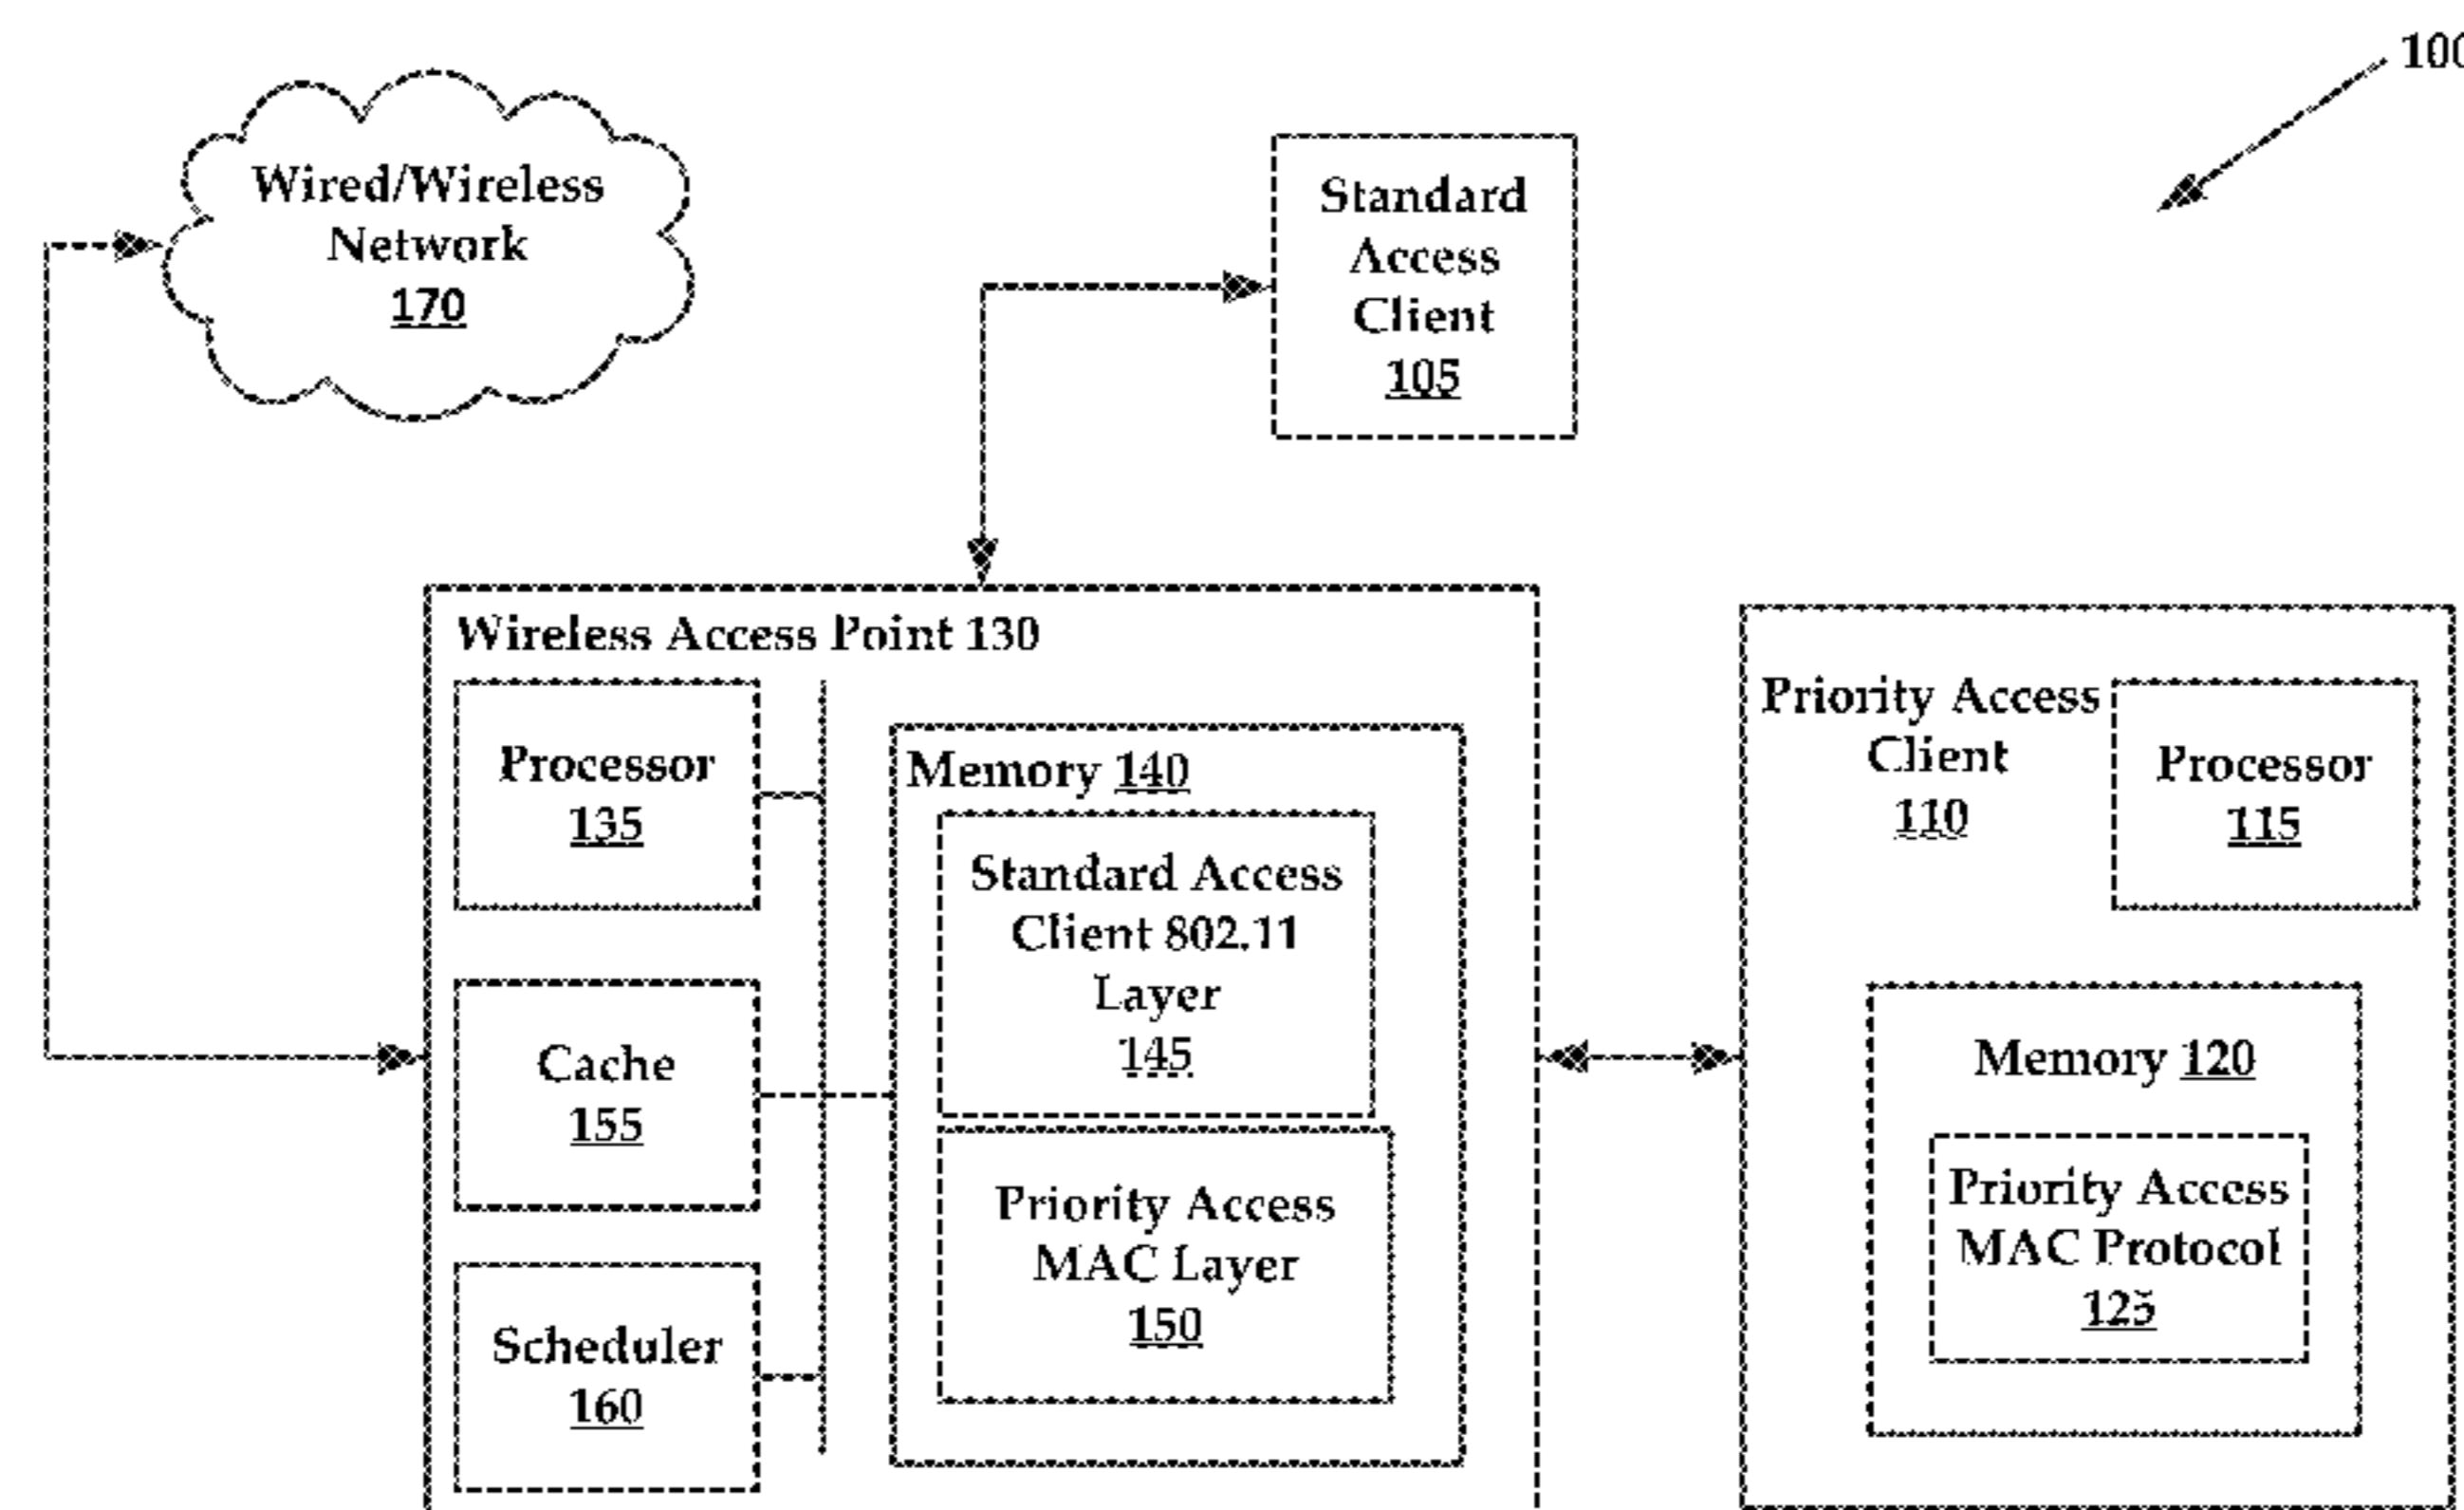 100
Wired/Wireless
Network
170
Standard
Access
Client
105
Wireless Access Point 130
Processor
135
Cache
155
Scheduler
160
Memory 140
Standard Access
Client 802.11
Layer
145
Priority Access
MAC Layer
150
Priority Access
Client
110
Processor
115
Memory 120
Priority Access
MAC Protocol
125